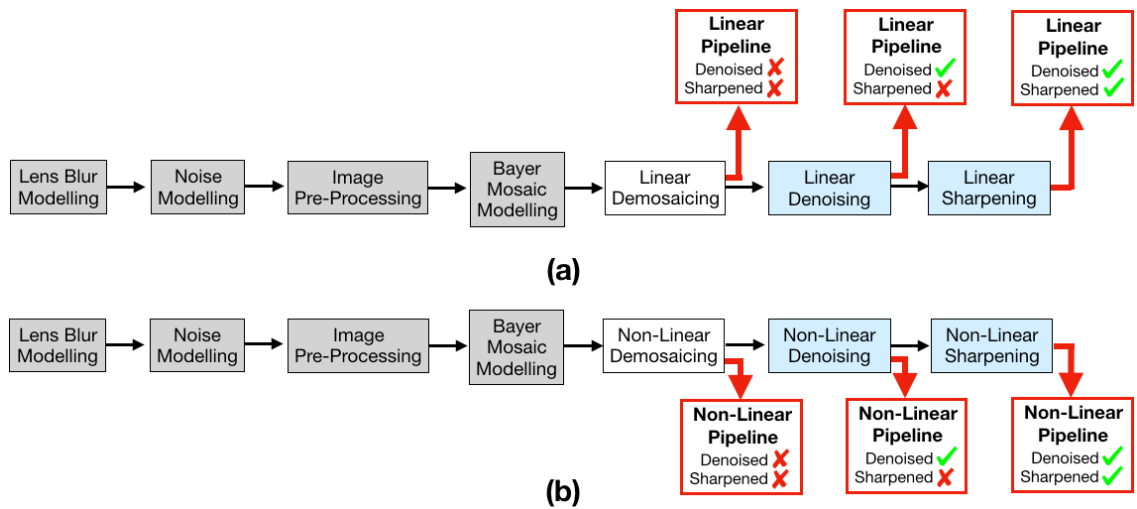 Linear
Pipeline
Denoised ✘
Sharpened ✘
Linear
Pipeline
Denoised ✓
Sharpened ✘
Linear
Pipeline
Denoised ✓
Sharpened ✓
Lens Blur
Modelling
Noise
Modelling
Image
Pre-Processing
Bayer
Mosaic
Modelling
Linear
Demosaicing
Linear
Denoising
Linear
Sharpening
(a)
Lens Blur
Modelling
Noise
Modelling
Image
Pre-Processing
Bayer
Mosaic
Modelling
Non-Linear
Demosaicing
Non-Linear
Denoising
Non-Linear
Sharpening
Non-Linear
Pipeline
Denoised ✘
Sharpened ✘
Non-Linear
Pipeline
Denoised ✓
Sharpened ✘
Non-Linear
Pipeline
Denoised ✓
Sharpened ✓
(b)